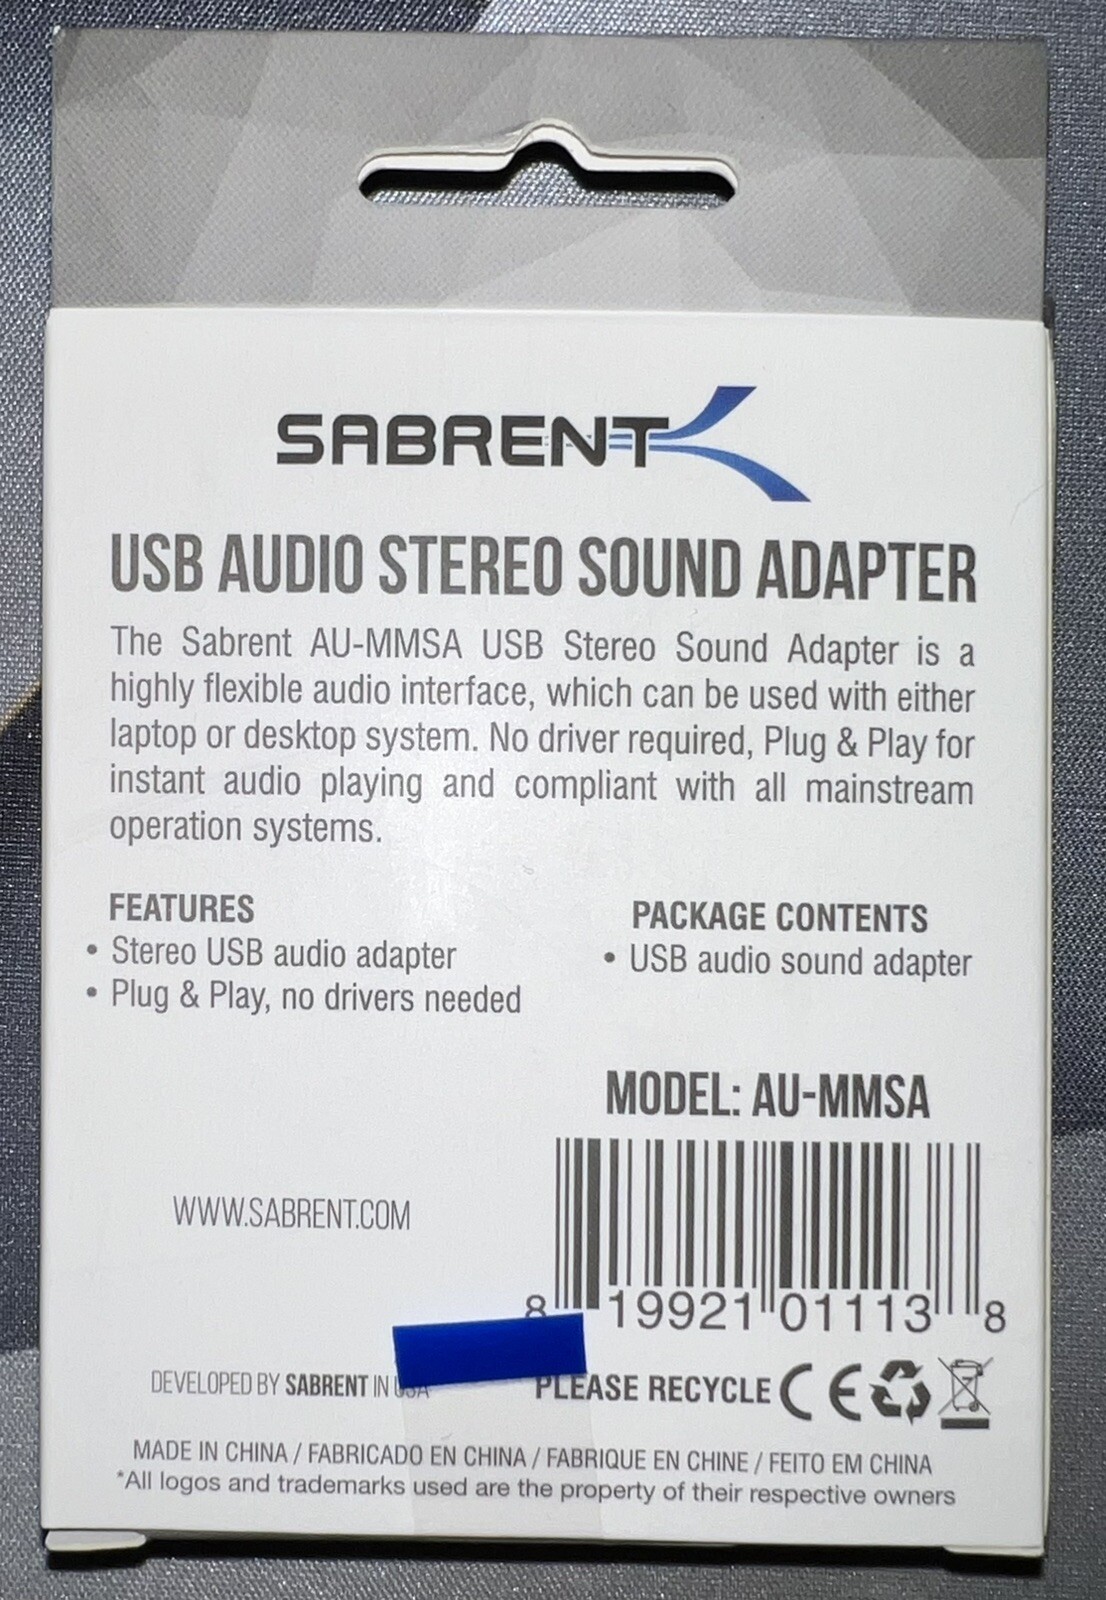 SABRENT
USB AUDIO STEREO SOUND ADAPTER
The Sabrent AU-MMSA USB Stereo Sound Adapter is a
highly flexible audio interface, which can be used with either
laptop or desktop system. No driver required, Plug & Play for
instant audio playing and compliant with all mainstream
operation systems.
FEATURES
• Stereo USB audio adapter
• Plug & Play, no drivers needed
PACKAGE CONTENTS
• USB audio sound adapter
MODEL: AU-MMSA
WWW.SABRENT.COM
8 19921 01113 8
DEVELOPED BY SABRENT IN USA
PLEASE RECYCLE CE
MADE IN CHINA / FABRICADO EN CHINA / FABRIQUE EN CHINE / FEITO EM CHINA
*All logos and trademarks used are the property of their respective owners